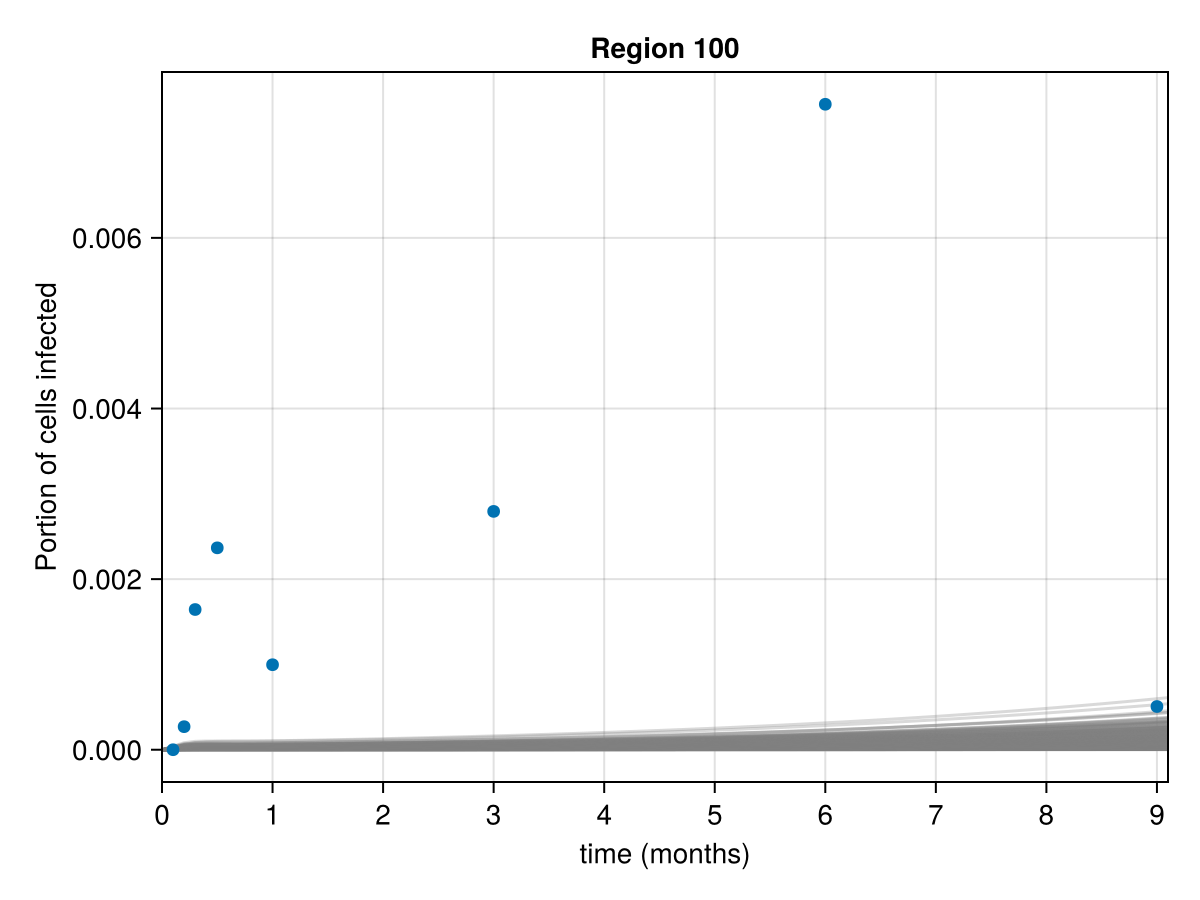 Region 100
Portion of cells infected
0.006
0.004
0.002
0.000
0 1 2 3 4 5 6 7 8 9
time (months)